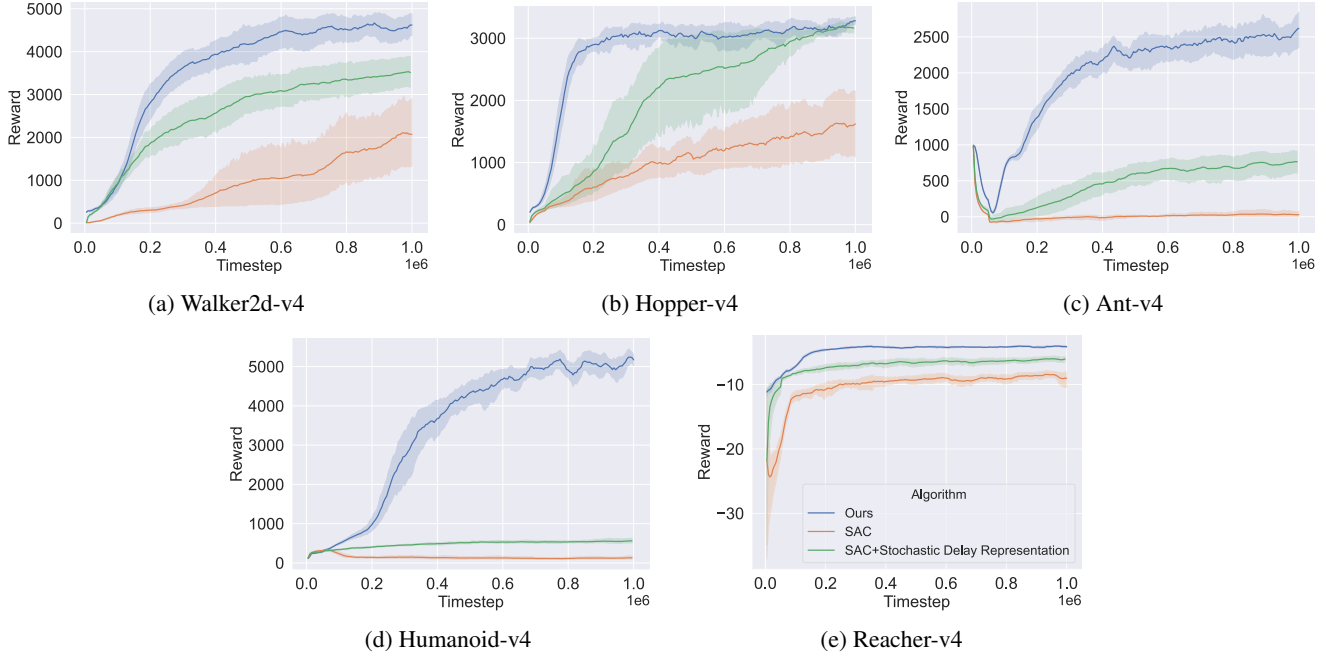 5000
4000
3000
2000
1000
0
Reward
0.0 0.2 0.4 0.6 0.8 1.0
Timestep 1e6
(a) Walker2d-v4
3000
2000
1000
0
Reward
0.0 0.2 0.4 0.6 0.8 1.0
Timestep 1e6
(b) Hopper-v4
2500
2000
1500
1000
500
0
Reward
0.0 0.2 0.4 0.6 0.8 1.0
Timestep 1e6
(c) Ant-v4
5000
4000
3000
2000
1000
0
Reward
0.0 0.2 0.4 0.6 0.8 1.0
Timestep 1e6
(d) Humanoid-v4
−10
−20
−30
Reward
Algorithm
Ours
SAC
SAC+Stochastic Delay Representation
0.0 0.2 0.4 0.6 0.8 1.0
Timestep 1e6
(e) Reacher-v4